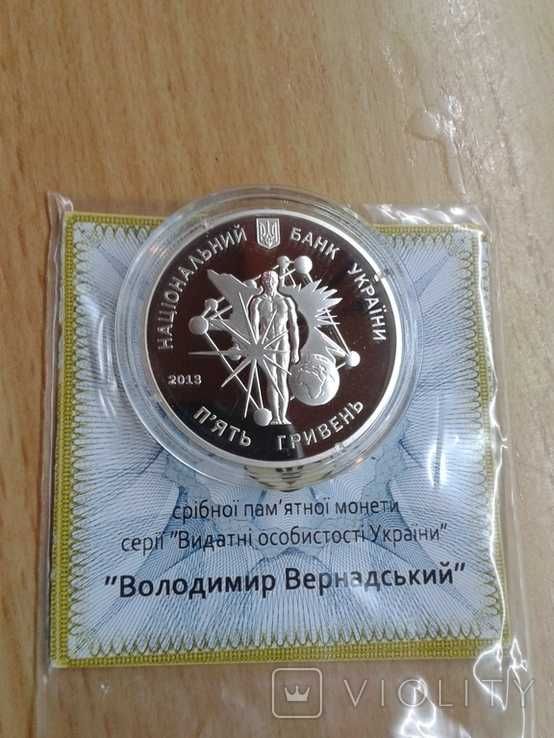 НАЦІОНАЛЬНИЙ БАНК УКРАЇНИ
2013
П'ЯТЬ ГРИВЕНЬ
срібної пам'ятної монети
серії "Видатні особистості України"
"Володимир Вернадський"
VIOLITY